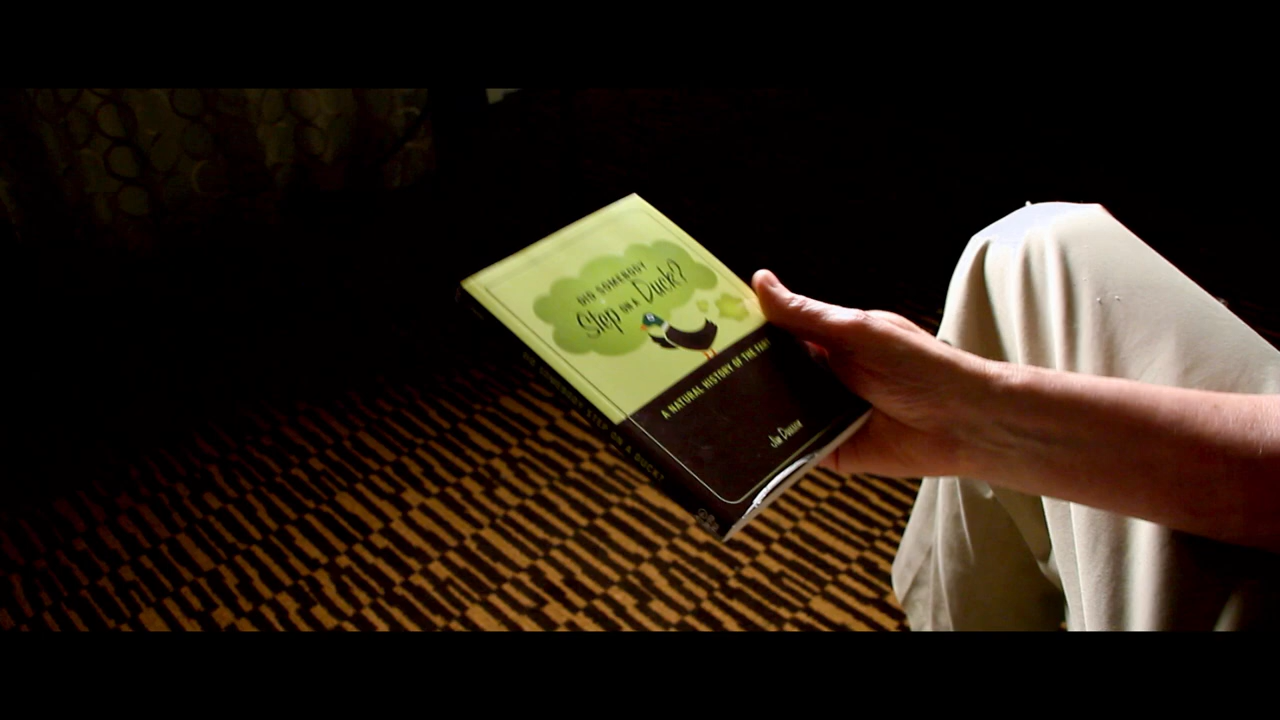 DID SOMEBODY
Step ON A Duck?
A NATURAL HISTORY OF THE FART
Jim Dawson
DID SOMEBODY STEP ON A DUCK?